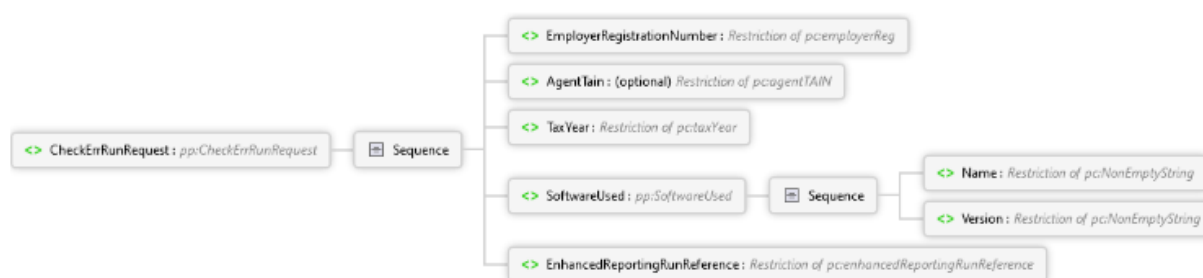 <> EmployerRegistrationNumber : Restriction of pc:employerReg
<> AgentTain : (optional) Restriction of pc:agentTAIN
<> TaxYear : Restriction of pc:taxYear
<> CheckErrRunRequest : pp:CheckErrRunRequest
Sequence
<> SoftwareUsed : pp:SoftwareUsed
Sequence
<> Name : Restriction of pc:NonEmptyString
<> Version : Restriction of pc:NonEmptyString
<> EnhancedReportingRunReference : Restriction of pc:enhancedReportingRunReference